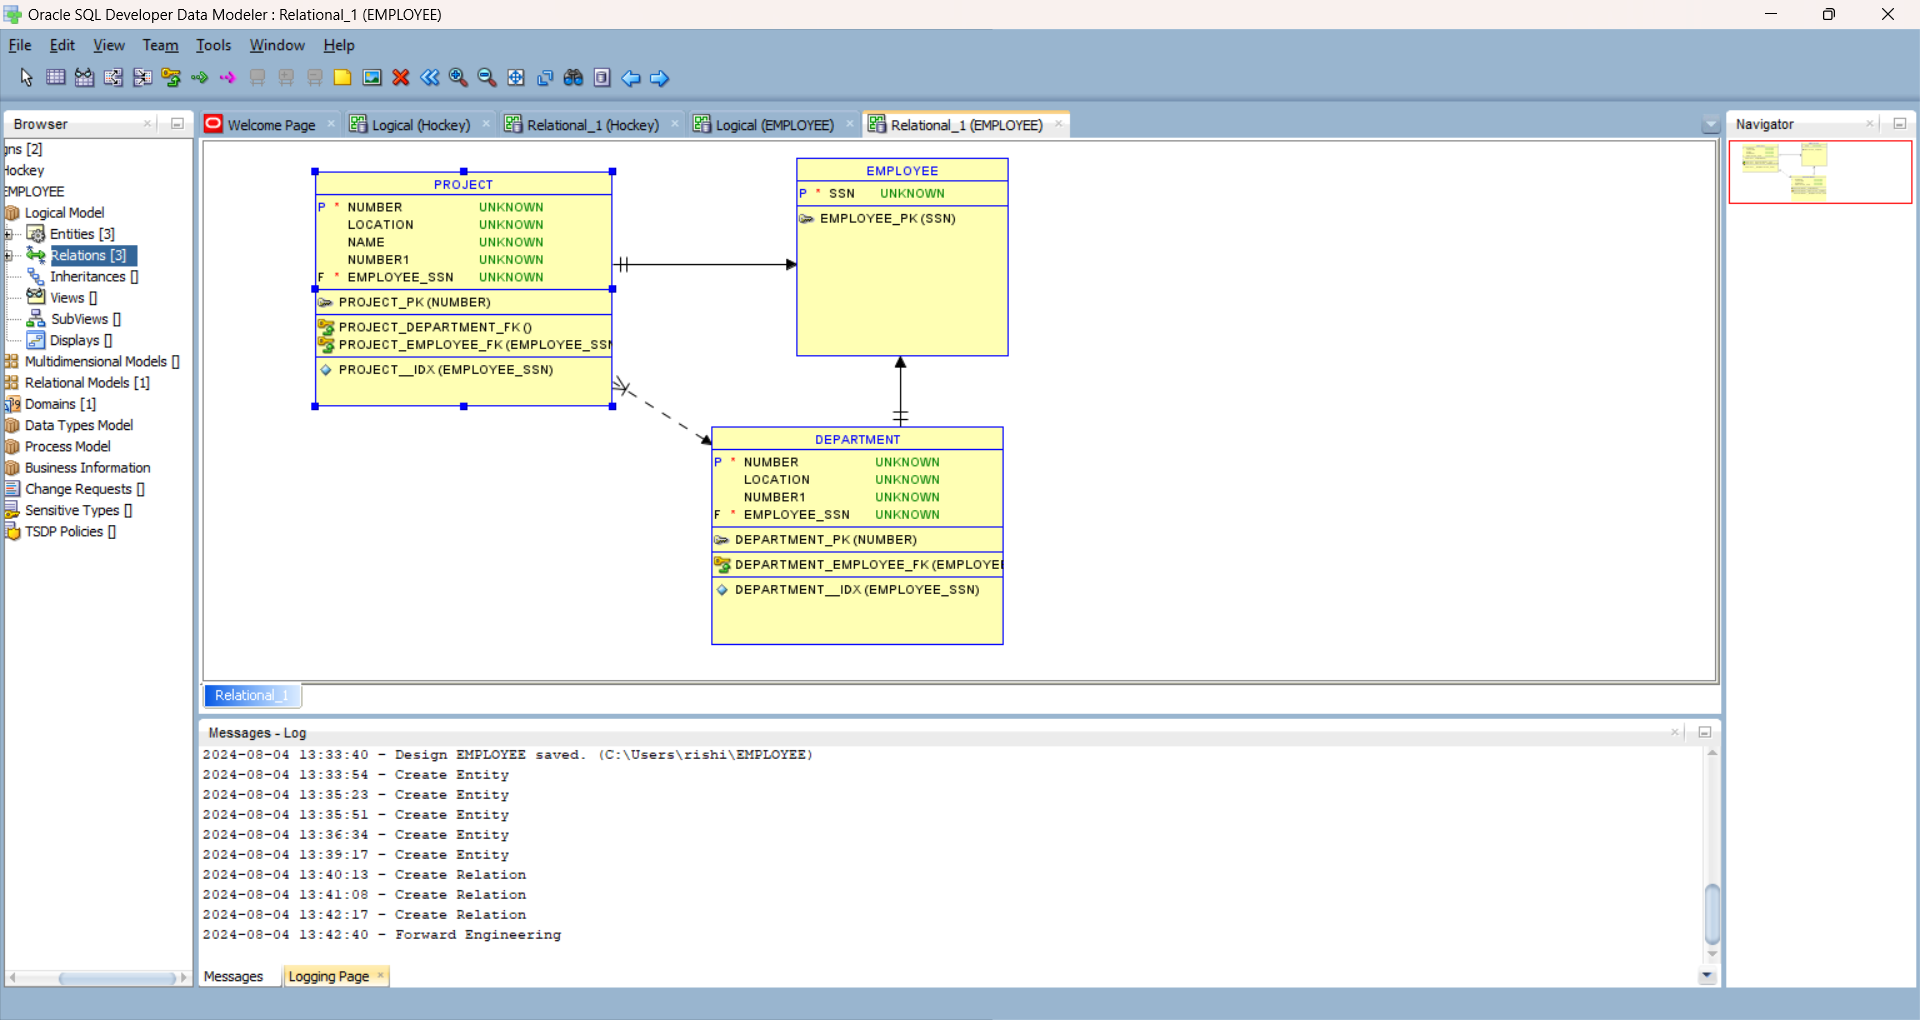 Oracle SQL Developer Data Modeler : Relational_1 (EMPLOYEE)
File Edit View Team Tools Window Help
Browser
Welcome Page
Logical (Hockey)
Relational_1 (Hockey)
Logical (EMPLOYEE)
Relational_1 (EMPLOYEE)
Navigator
gns [2]
Hockey
EMPLOYEE
Logical Model
Entities [3]
Relations [3]
Inheritances []
Views []
SubViews []
Displays []
Multidimensional Models []
Relational Models [1]
Domains [1]
Data Types Model
Process Model
Business Information
Change Requests []
Sensitive Types []
TSDP Policies []
PROJECT
P * NUMBER UNKNOWN
LOCATION UNKNOWN
NAME UNKNOWN
NUMBER1 UNKNOWN
F * EMPLOYEE_SSN UNKNOWN
PROJECT_PK (NUMBER)
PROJECT_DEPARTMENT_FK ()
PROJECT_EMPLOYEE_FK (EMPLOYEE_SSN
PROJECT__IDX (EMPLOYEE_SSN)
EMPLOYEE
P * SSN UNKNOWN
EMPLOYEE_PK (SSN)
DEPARTMENT
P * NUMBER UNKNOWN
LOCATION UNKNOWN
NUMBER1 UNKNOWN
F * EMPLOYEE_SSN UNKNOWN
DEPARTMENT_PK (NUMBER)
DEPARTMENT_EMPLOYEE_FK (EMPLOYEE
DEPARTMENT__IDX (EMPLOYEE_SSN)
Relational_1
Messages - Log
2024-08-04 13:33:40 - Design EMPLOYEE saved. (C:\Users\rishi\EMPLOYEE)
2024-08-04 13:33:54 - Create Entity
2024-08-04 13:35:23 - Create Entity
2024-08-04 13:35:51 - Create Entity
2024-08-04 13:36:34 - Create Entity
2024-08-04 13:39:17 - Create Entity
2024-08-04 13:40:13 - Create Relation
2024-08-04 13:41:08 - Create Relation
2024-08-04 13:42:17 - Create Relation
2024-08-04 13:42:40 - Forward Engineering
Messages
Logging Page